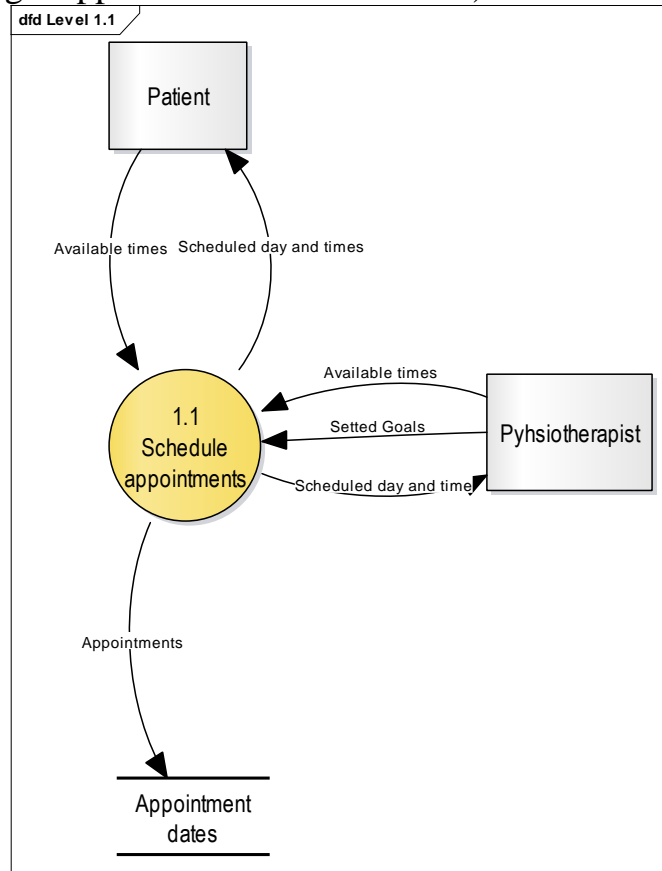 dfd Level 1.1
Patient
Available times
Scheduled day and times
Available times
1.1
Schedule
appointments
Setted Goals
Pyhsiotherapist
Scheduled day and time
Appointments
Appointment
dates